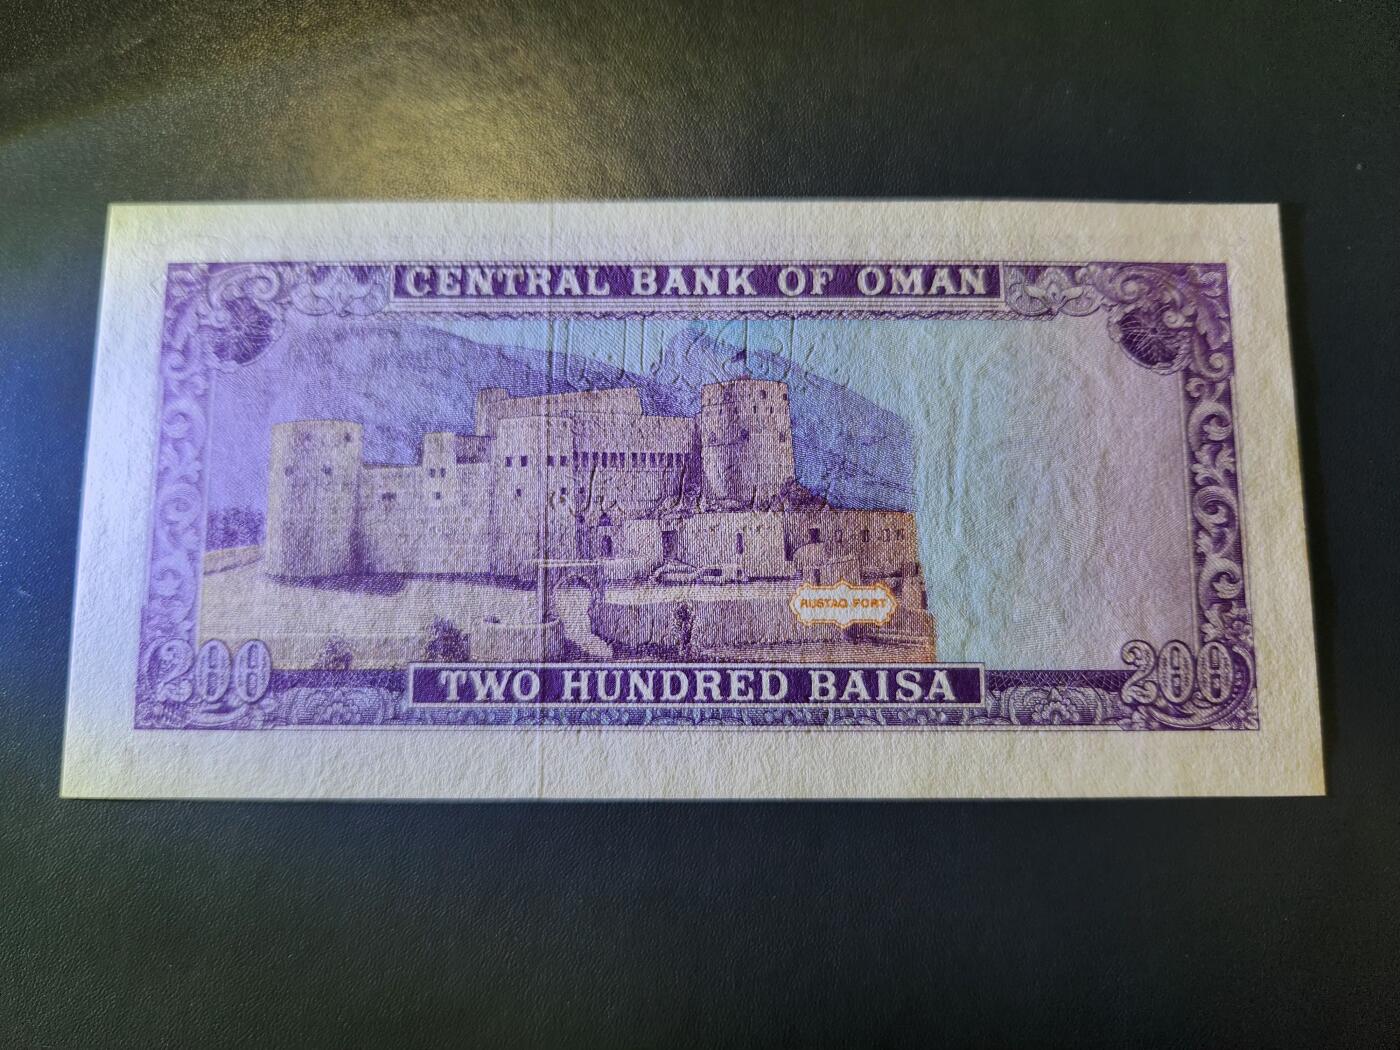 CENTRAL BANK OF OMAN
RUSTAQ FORT
200
TWO HUNDRED BAISA
200